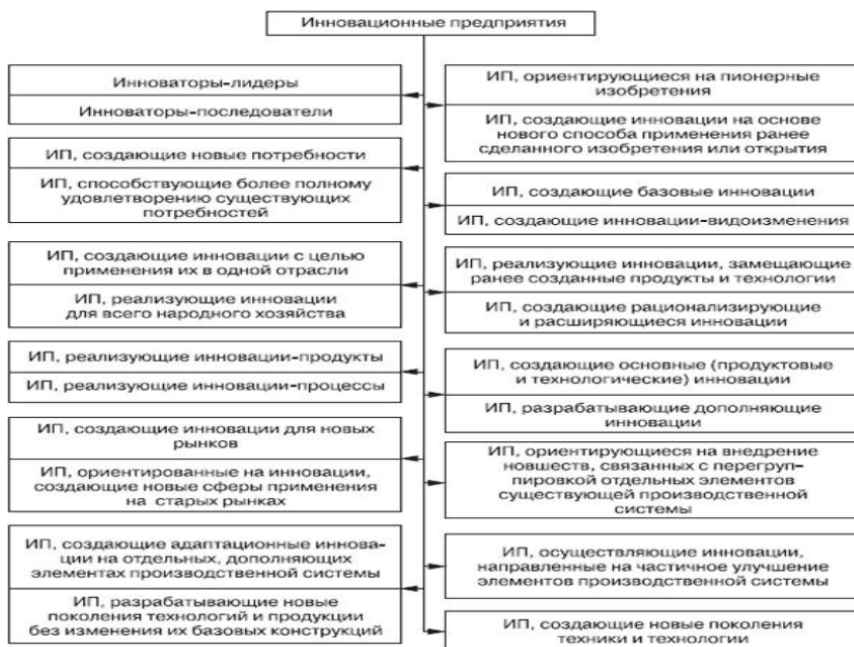 Инновационные предприятия
Инноваторы-лидеры
Инноваторы-последователи
ИП, создающие новые потребности
ИП, способствующие более полному
удовлетворению существующих
потребностей
ИП, создающие инновации с целью
применения их в одной отрасли
ИП, реализующие инновации
для всего народного хозяйства
ИП, реализующие инновации-продукты
ИП, реализующие инновации-процессы
ИП, создающие инновации для новых
рынков
ИП, ориентированные на инновации,
создающие новые сферы применения
на старых рынках
ИП, создающие адаптационные иннова-
ции на отдельных, дополняющих
элементах производственной системы
ИП, разрабатывающие новые
поколения технологий и продукции
без изменения их базовых конструкций
ИП, ориентирующиеся на пионерные
изобретения
ИП, создающие инновации на основе
нового способа применения ранее
сделанного изобретения или открытия
ИП, создающие базовые инновации
ИП, создающие инновации-видоизменения
ИП, реализующие инновации, замещающие
ранее созданные продукты и технологии
ИП, создающие рационализирующие
и расширяющиеся инновации
ИП, создающие основные (продуктовые
и технологические) инновации
ИП, разрабатывающие дополняющие
инновации
ИП, ориентирующиеся на внедрение
новшеств, связанных с перегруп-
пировкой отдельных элементов
существующей производственной
системы
ИП, осуществляющие инновации,
направленные на частичное улучшение
элементов производственной системы
ИП, создающие новые поколения
техники и технологии